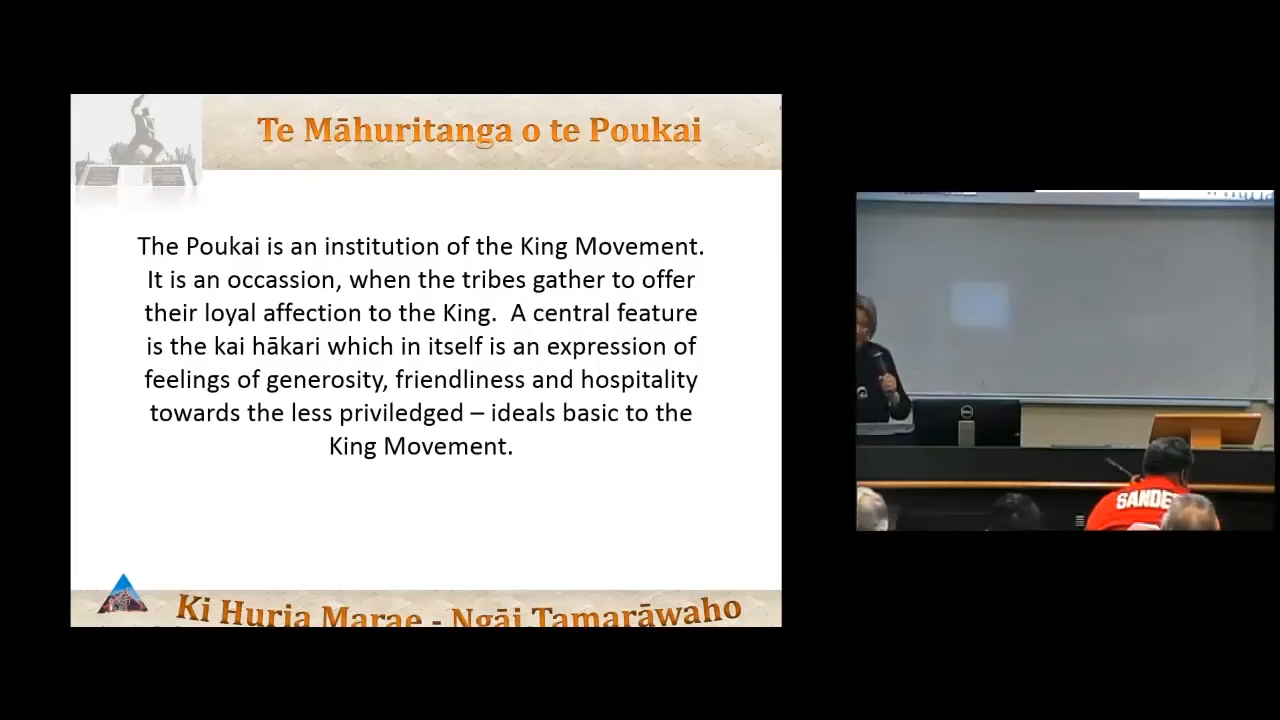 Te Māhuritanga o te Poukai
The Poukai is an institution of the King Movement.
It is an occassion, when the tribes gather to offer
their loyal affection to the King.  A central feature
is the kai hākari which in itself is an expression of
feelings of generosity, friendliness and hospitality
towards the less priviledged – ideals basic to the
King Movement.
Ki Huria Marae - Ngāi Tamarāwaho